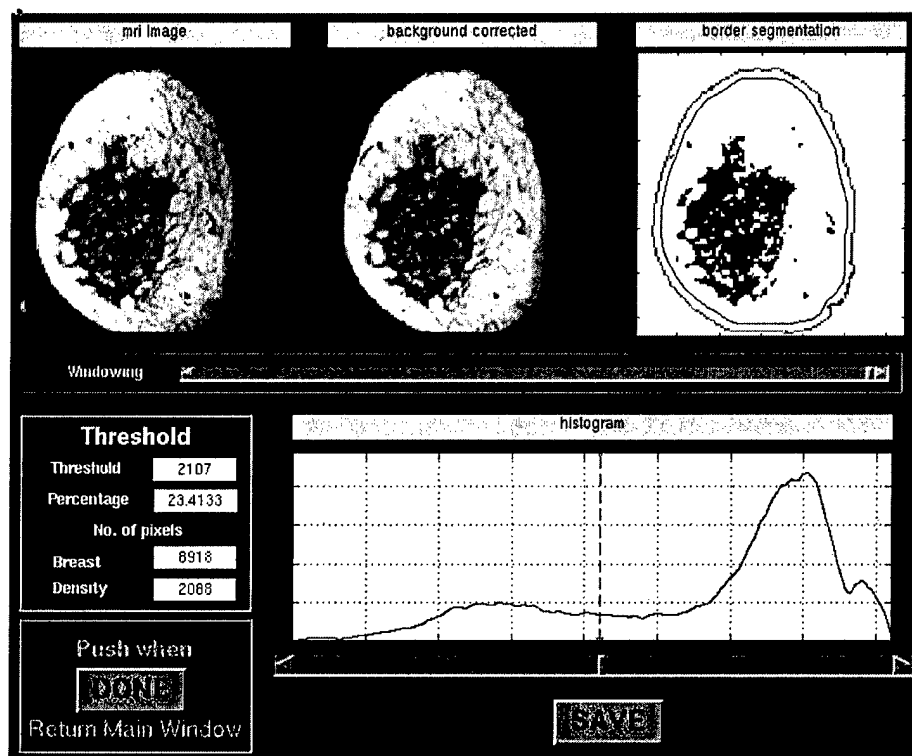 mri image
background corrected
border segmentation
Windowing
histogram
Threshold
Threshold 2107
Percentage 23.4133
No. of pixels
Breast 8918
Density 2088
Push when
DONE
Return Main Window
SAVE